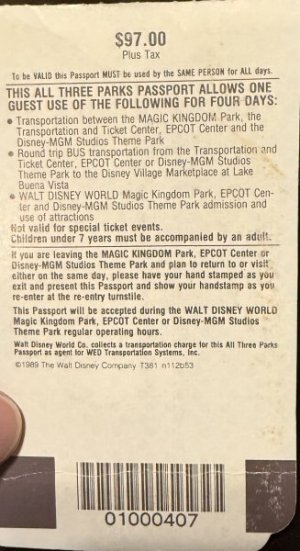 $97.00
Plus Tax
To be VALID this Passport MUST be used by the SAME PERSON for ALL days.
THIS ALL THREE PARKS PASSPORT ALLOWS ONE
GUEST USE OF THE FOLLOWING FOR FOUR DAYS:
• Transportation between the MAGIC KINGDOM Park, the
Transportation and Ticket Center, EPCOT Center and the
Disney-MGM Studios Theme Park
• Round trip BUS transportation from the Transportation and
Ticket Center, EPCOT Center or Disney-MGM Studios
Theme Park to the Disney Village Marketplace at Lake
Buena Vista
• WALT DISNEY WORLD Magic Kingdom Park, EPCOT Cen-
ter and Disney-MGM Studios Theme Park admission and
use of attractions
Not valid for special ticket events.
Children under 7 years must be accompanied by an adult.
If you are leaving the MAGIC KINGDOM Park, EPCOT Center or
Disney-MGM Studios Theme Park and plan to return or to visit
either on the same day, please have your hand stamped as you
exit and present this Passport and show your handstamp as you
re-enter at the re-entry turnstile.
This Passport will be accepted during the WALT DISNEY WORLD
Magic Kingdom Park, EPCOT Center or Disney-MGM Studios
Theme Park regular operating hours.
Walt Disney World Co. collects a transportation charge for this All Three Parks
Passport as agent for WED Transportation Systems, Inc.
©1989 The Walt Disney Company T381 n112b53
01000407